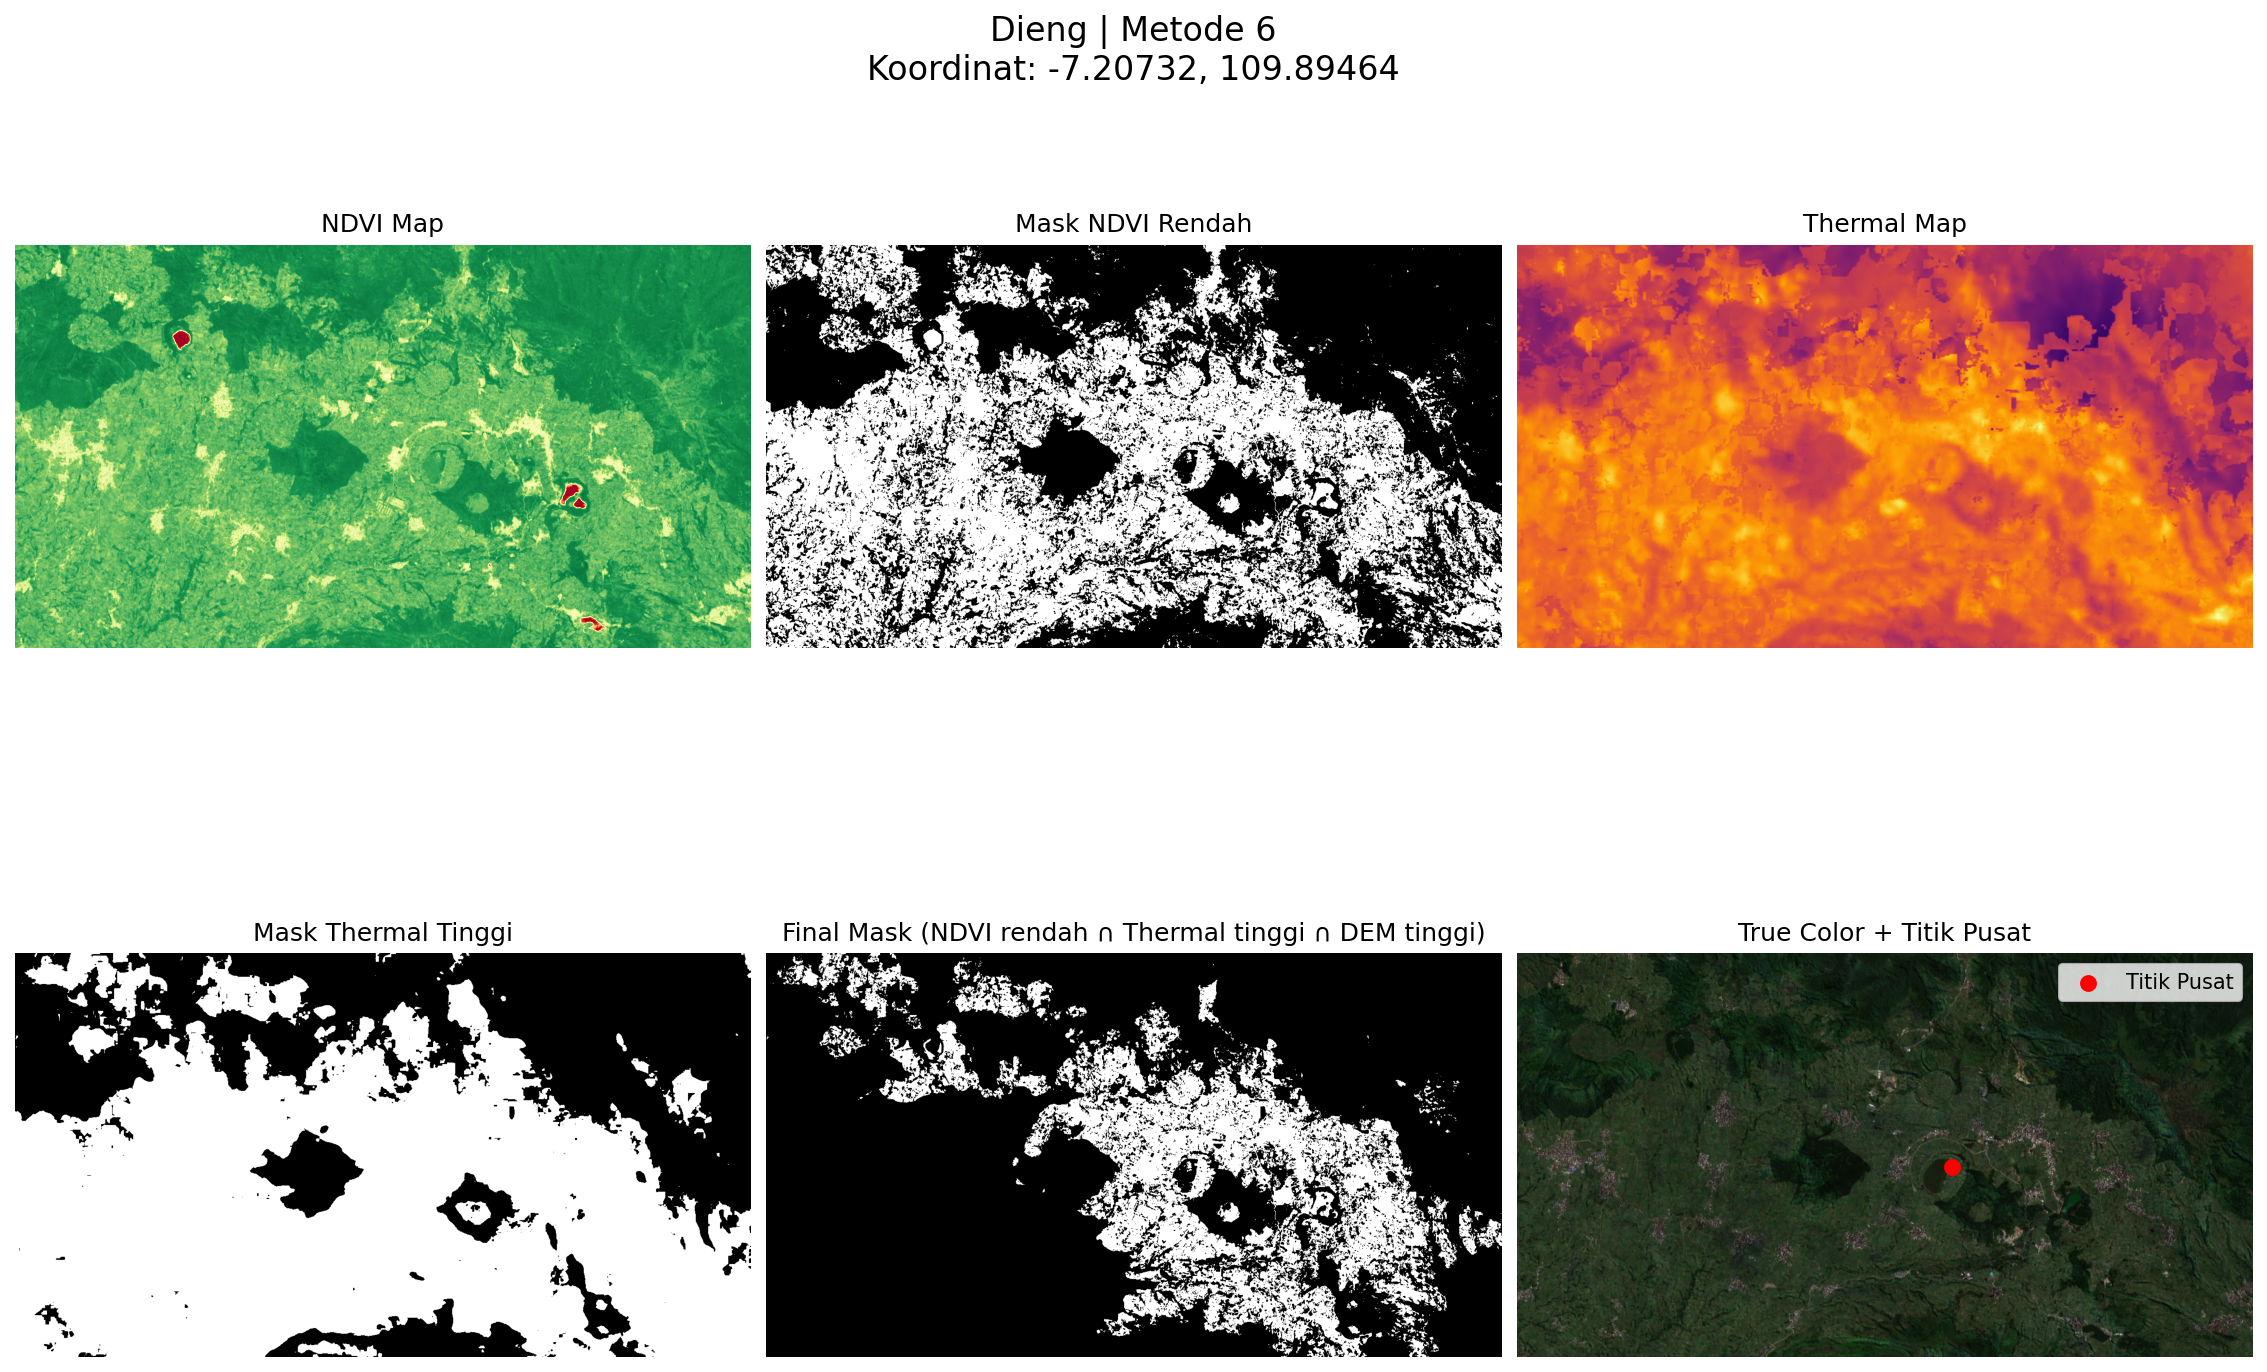 Dieng | Metode 6
Koordinat: -7.20732, 109.89464
NDVI Map
Mask NDVI Rendah
Thermal Map
Mask Thermal Tinggi
Final Mask (NDVI rendah ∩ Thermal tinggi ∩ DEM tinggi)
True Color + Titik Pusat
Titik Pusat